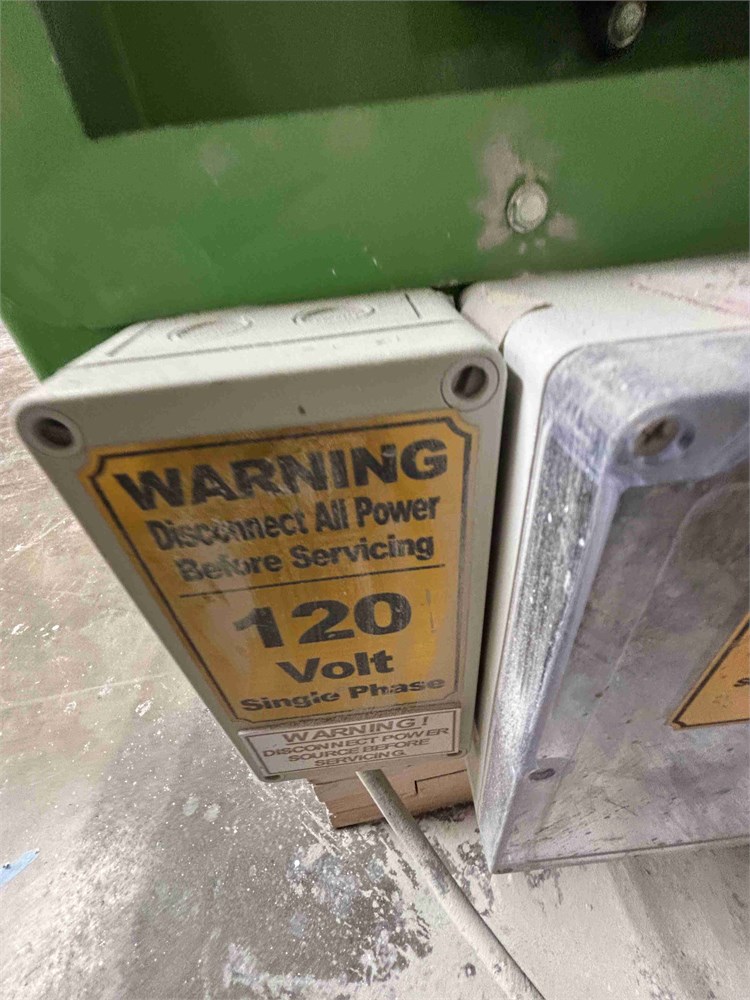 WARNING
Disconnect All Power
Before Servicing
120
Volt
Single Phase
WARNING!
DISCONNECT POWER
SOURCE BEFORE
SERVICING